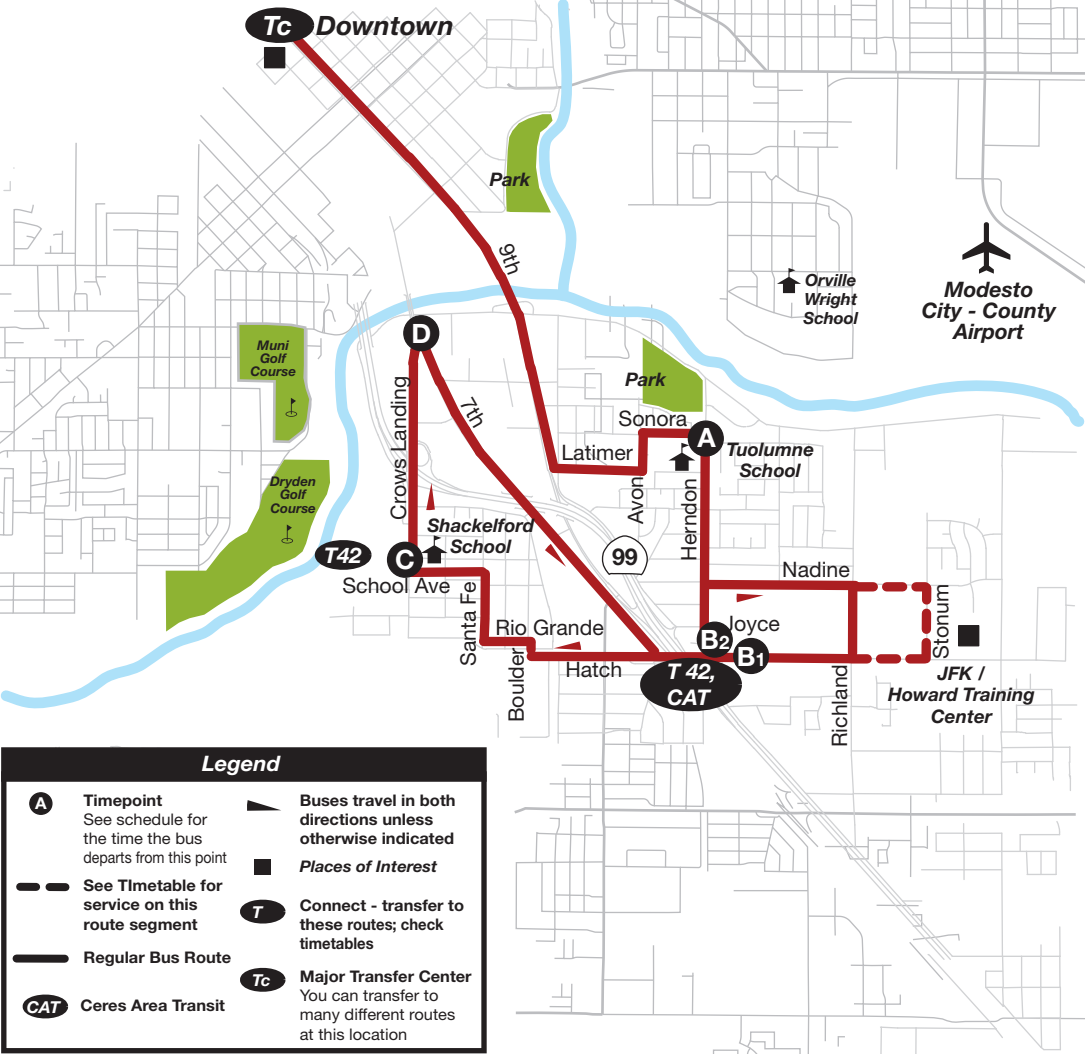 Tc Downtown
Park
9th
Orville
Wright
School
Modesto
City - County
Airport
D
Muni
Golf
Course
Park
Crows Landing
7th
Sonora
A
Latimer
Tuolumne
School
Avon
Herndon
Dryden
Golf
Course
Shackelford
School
T42
C
99
School Ave
Nadine
Santa Fe
Rio Grande
Joyce
Stonum
B2
B1
Boulder
Hatch
T 42,
CAT
Richland
JFK /
Howard Training
Center
Legend
A
Timepoint
See schedule for
the time the bus
departs from this point
See TImetable for
service on this
route segment
Regular Bus Route
CAT
Ceres Area Transit
Buses travel in both
directions unless
otherwise indicated
Places of Interest
T
Connect - transfer to
these routes; check
timetables
Tc
Major Transfer Center
You can transfer to
many different routes
at this location